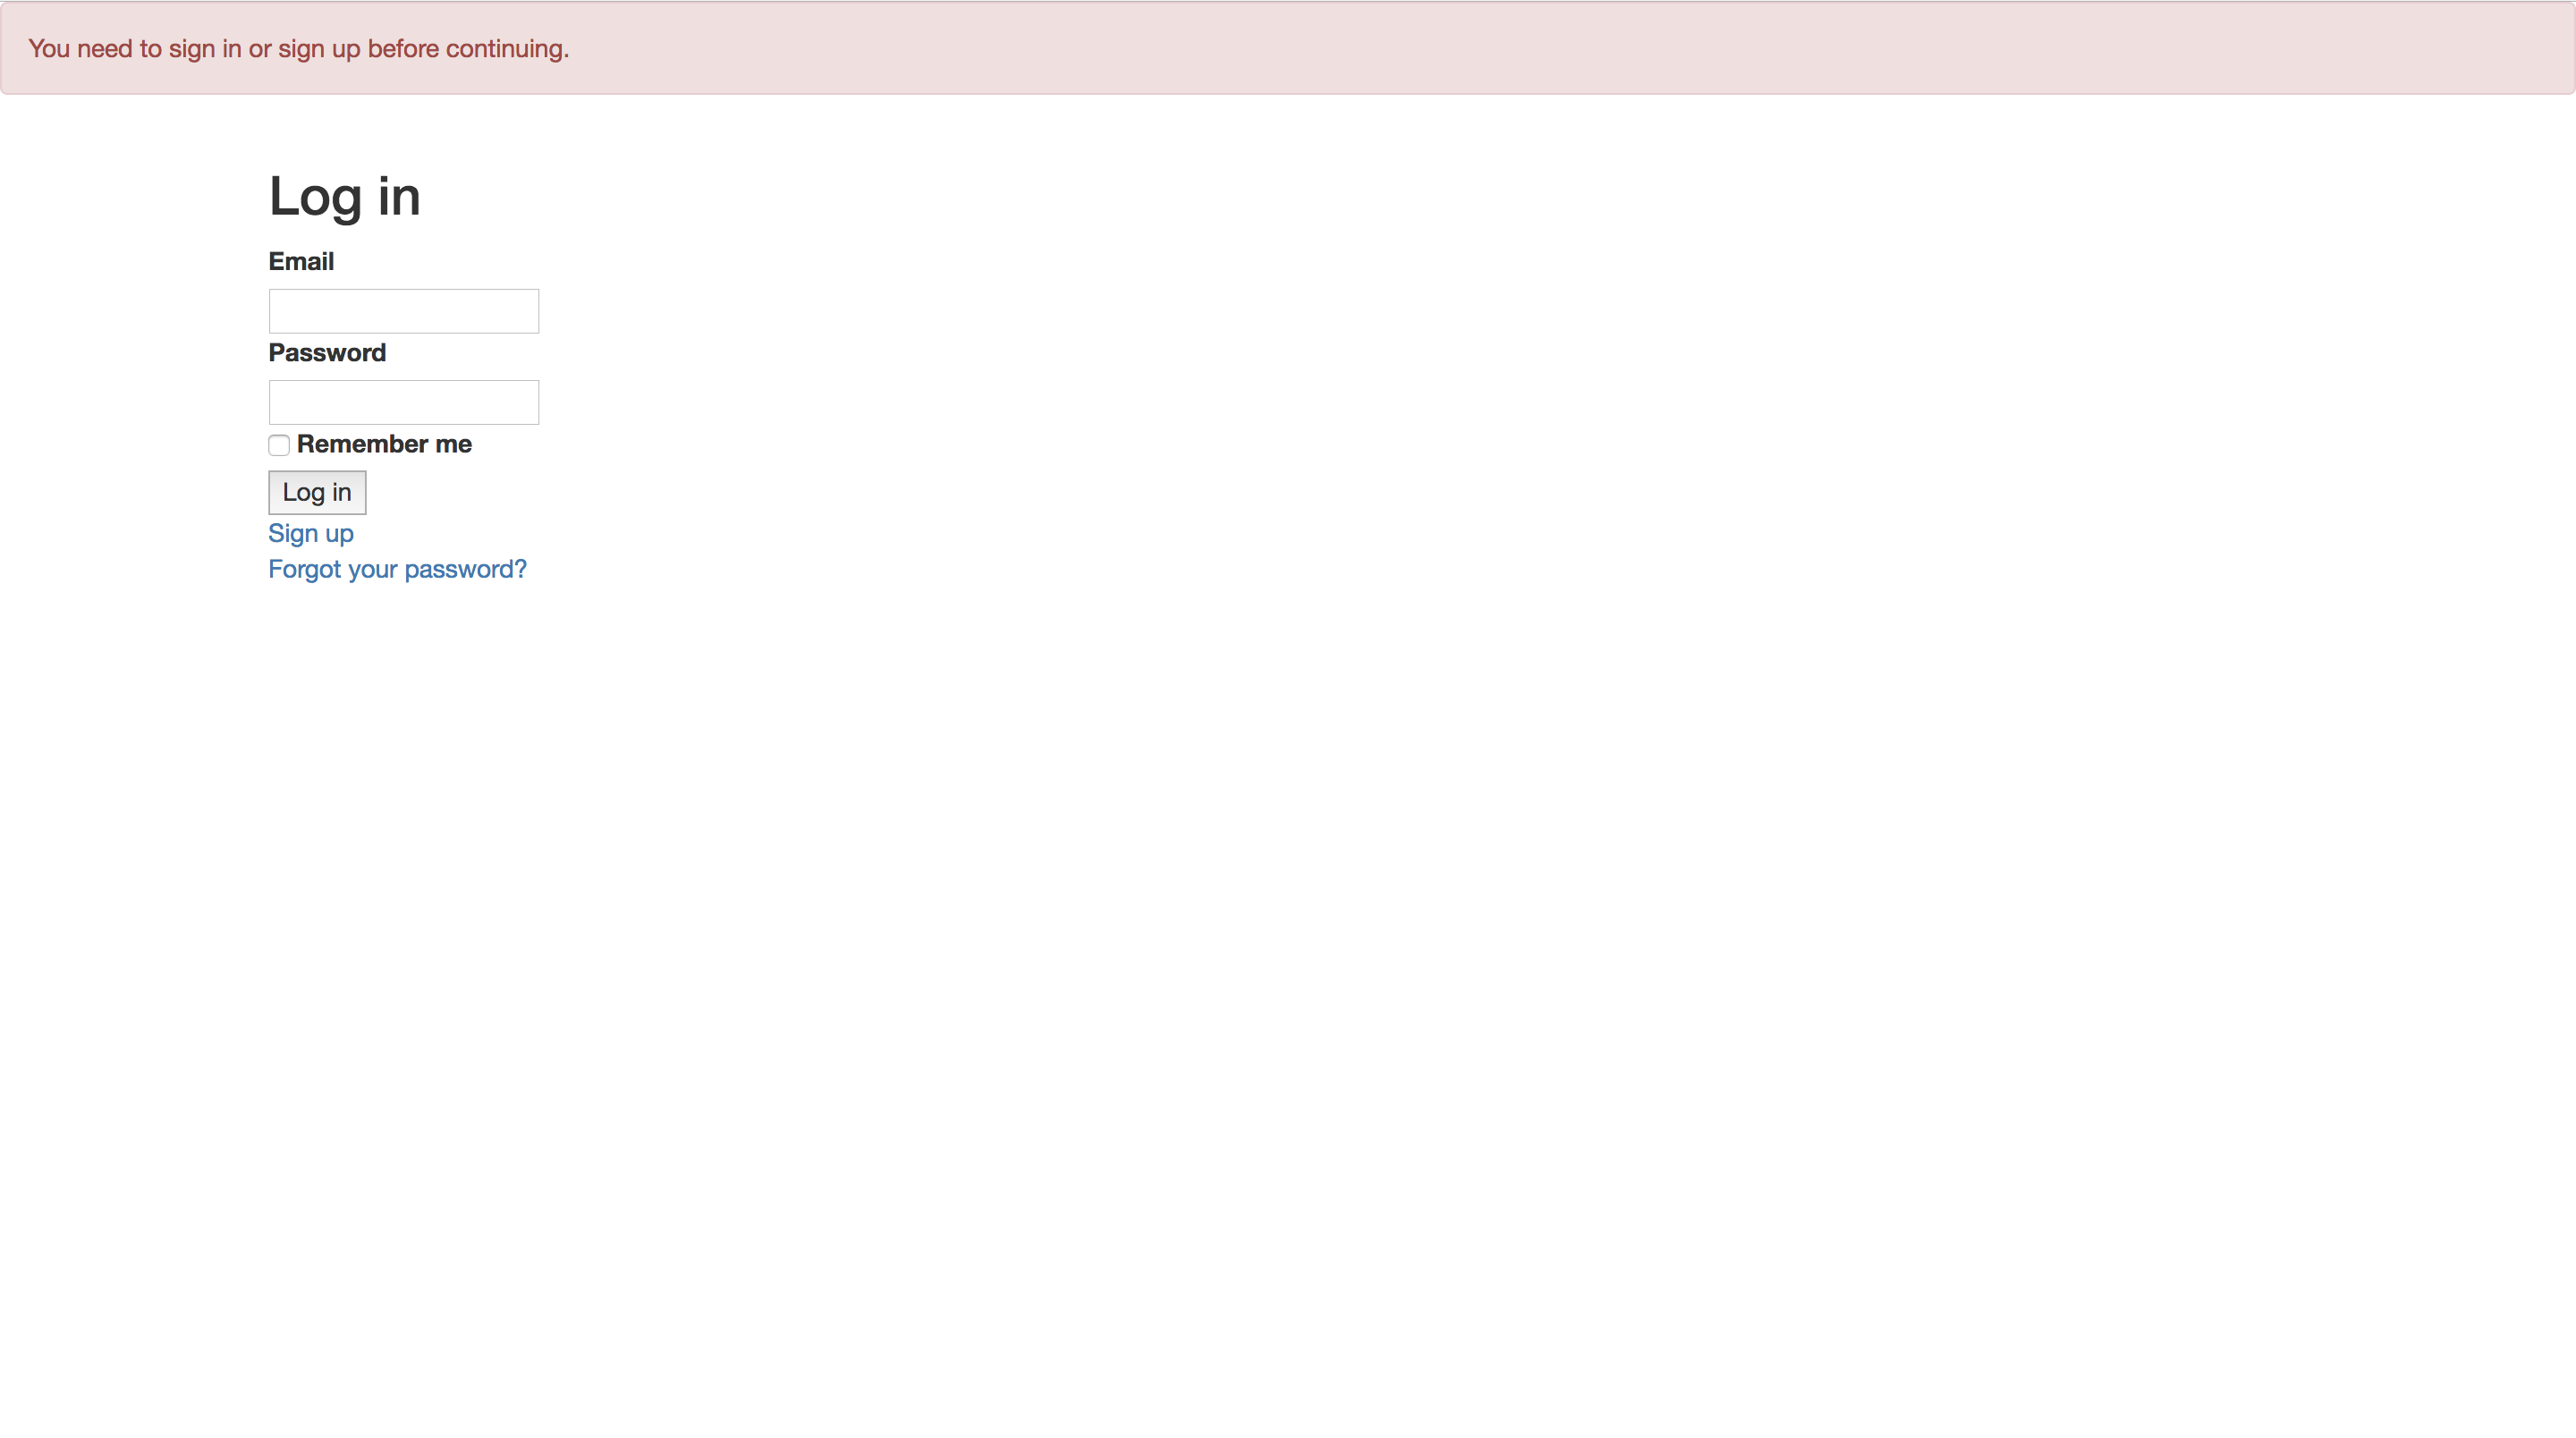 You need to sign in or sign up before continuing.
Log in
Email
Password
Remember me
Log in
Sign up
Forgot your password?